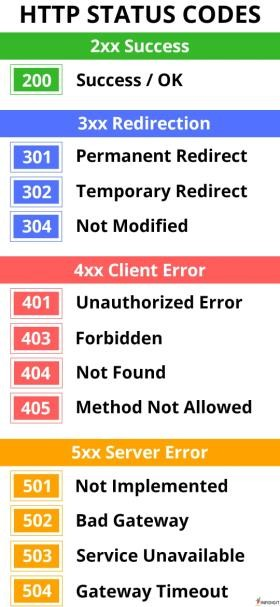 HTTP STATUS CODES
2xx Success
200 Success / OK
3xx Redirection
301 Permanent Redirect
302 Temporary Redirect
304 Not Modified
4xx Client Error
401 Unauthorized Error
403 Forbidden
404 Not Found
405 Method Not Allowed
5xx Server Error
501 Not Implemented
502 Bad Gateway
503 Service Unavailable
504 Gateway Timeout